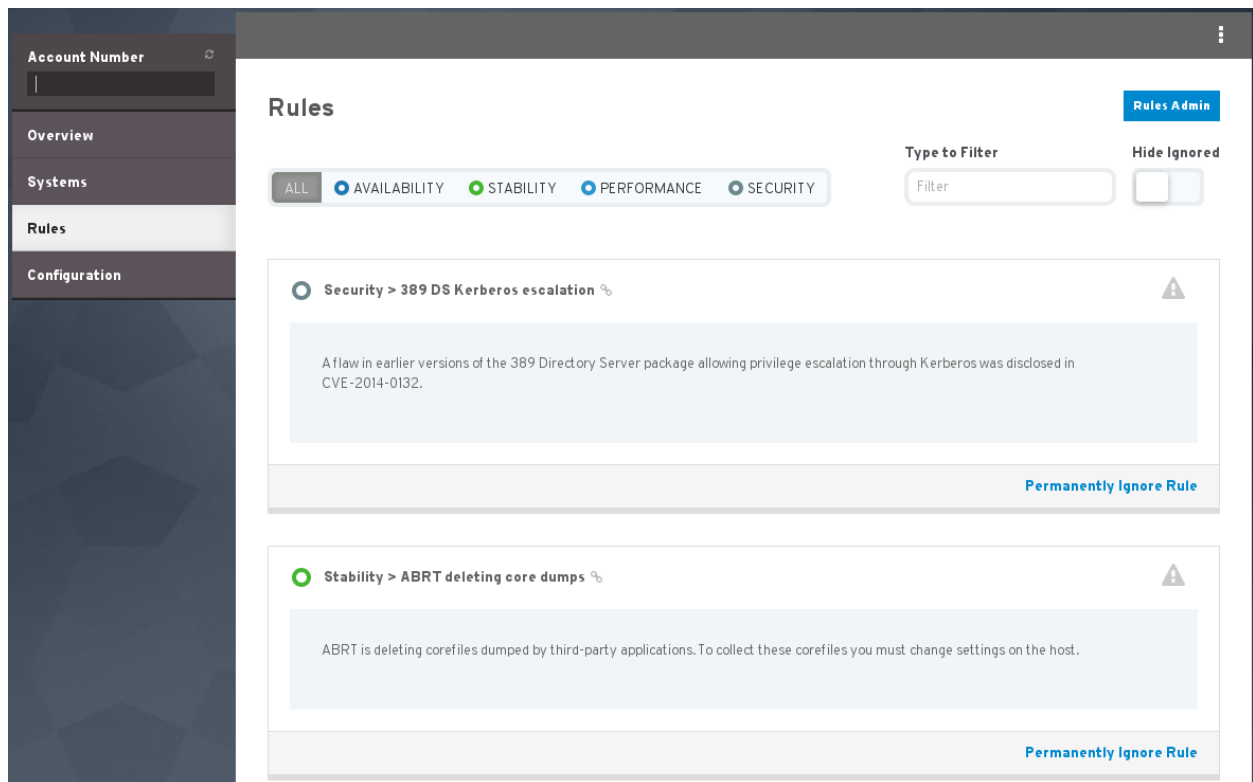 Account Number
Overview
Systems
Rules
Configuration
Rules
Rules Admin
Type to Filter
Hide Ignored
ALL AVAILABILITY STABILITY PERFORMANCE SECURITY
Filter
Security > 389 DS Kerberos escalation
A flaw in earlier versions of the 389 Directory Server package allowing privilege escalation through Kerberos was disclosed in
CVE-2014-0132.
Permanently Ignore Rule
Stability > ABRT deleting core dumps
ABRT is deleting corefiles dumped by third-party applications. To collect these corefiles you must change settings on the host.
Permanently Ignore Rule